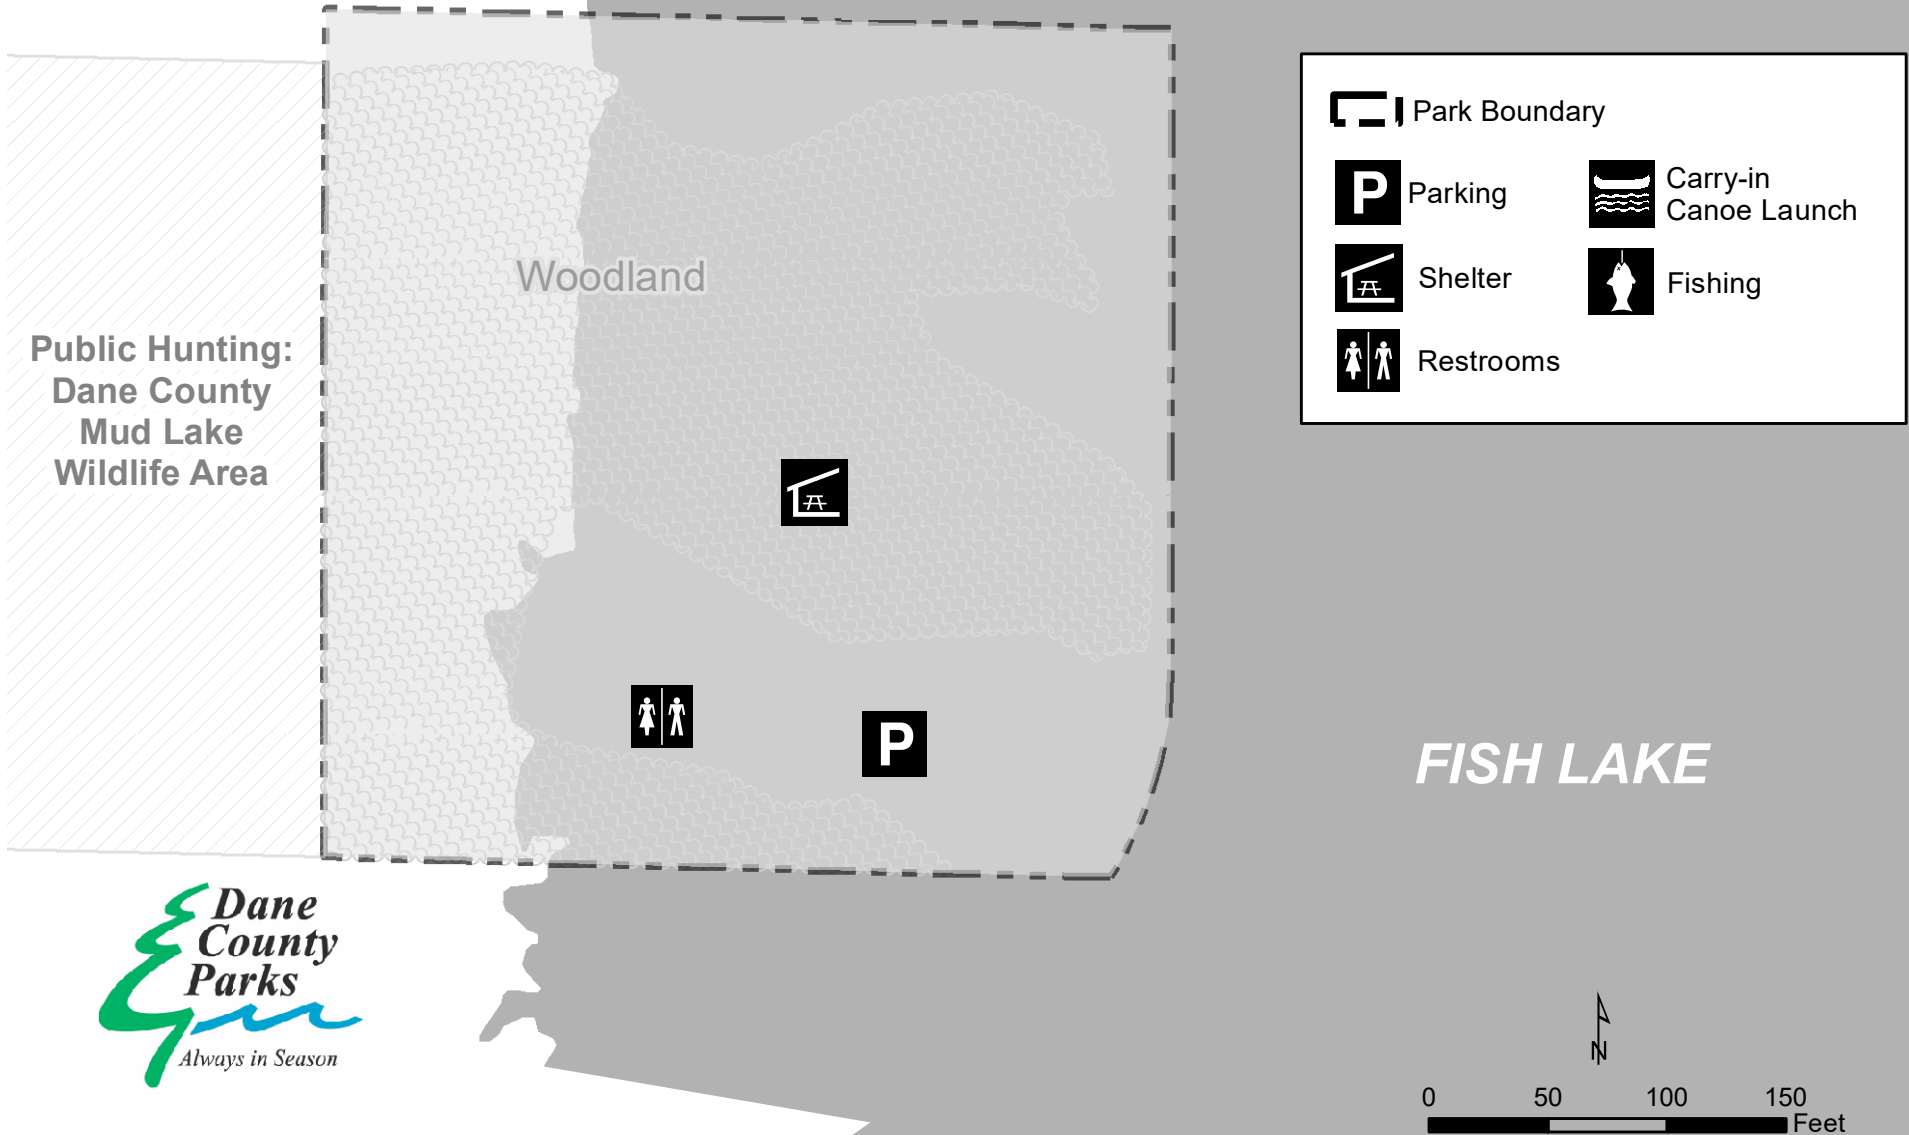 Park Boundary
P Parking
Carry-in
Canoe Launch
Shelter
Fishing
Restrooms
Woodland
Public Hunting:
Dane County
Mud Lake
Wildlife Area
P
FISH LAKE
Dane
County
Parks
Always in Season
N
0 50 100 150
Feet